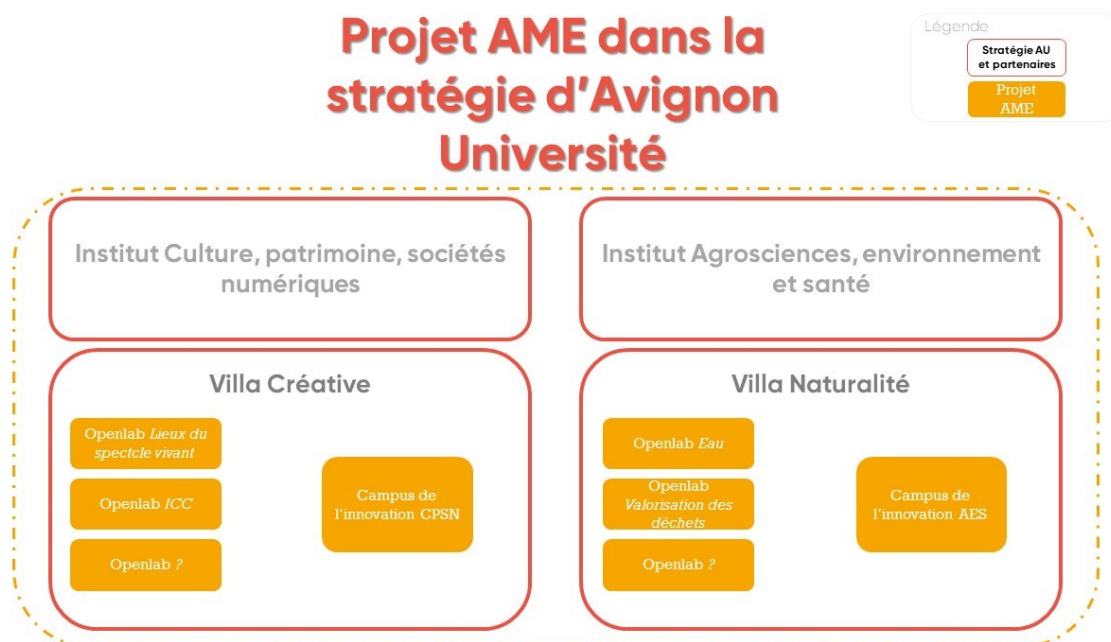 Projet AME dans la
stratégie d'Avignon
Université
Légende
Stratégie AU
et partenaires
Projet
AME
Institut Culture, patrimoine, sociétés
numériques
Institut Agrosciences, environnement
et santé
Villa Créative
Openlab Lieux du
spectcle vivant
Openlab ICC
Openlab ?
Campus de
l'innovation CPSN
Villa Naturalité
Openlab Eau
Openlab
Valorisation des
déchets
Openlab ?
Campus de
l'innovation AES